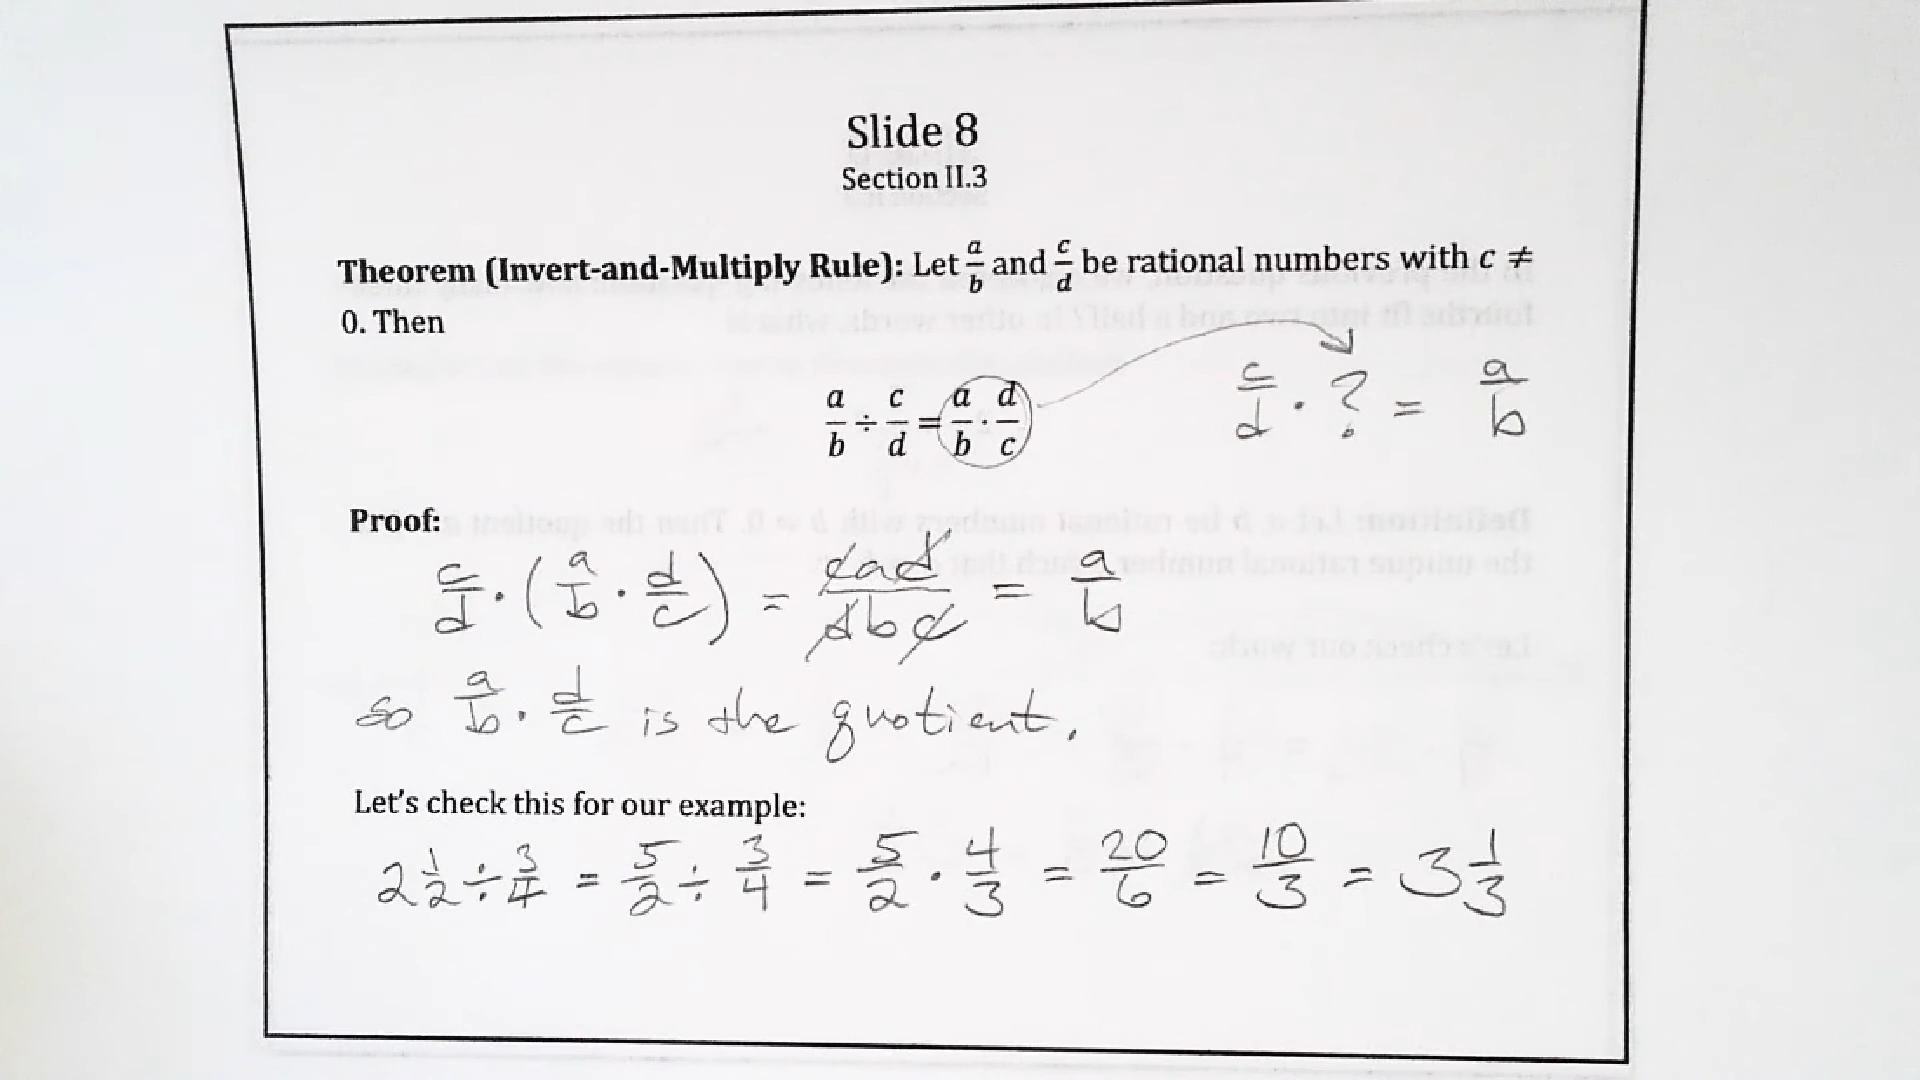 Slide 8
Section II.3
Theorem (Invert-and-Multiply Rule): Let a/b and c/d be rational numbers with c ≠
0. Then
a/b ÷ c/d = a/b · d/c
c/d · ? = a/b
Proof:
c/d · (a/b · d/c) = cad/dbc = a/b
so a/b · d/c is the quotient.
Let's check this for our example:
2 1/2 ÷ 3/4 = 5/2 ÷ 3/4 = 5/2 · 4/3 = 20/6 = 10/3 = 3 1/3